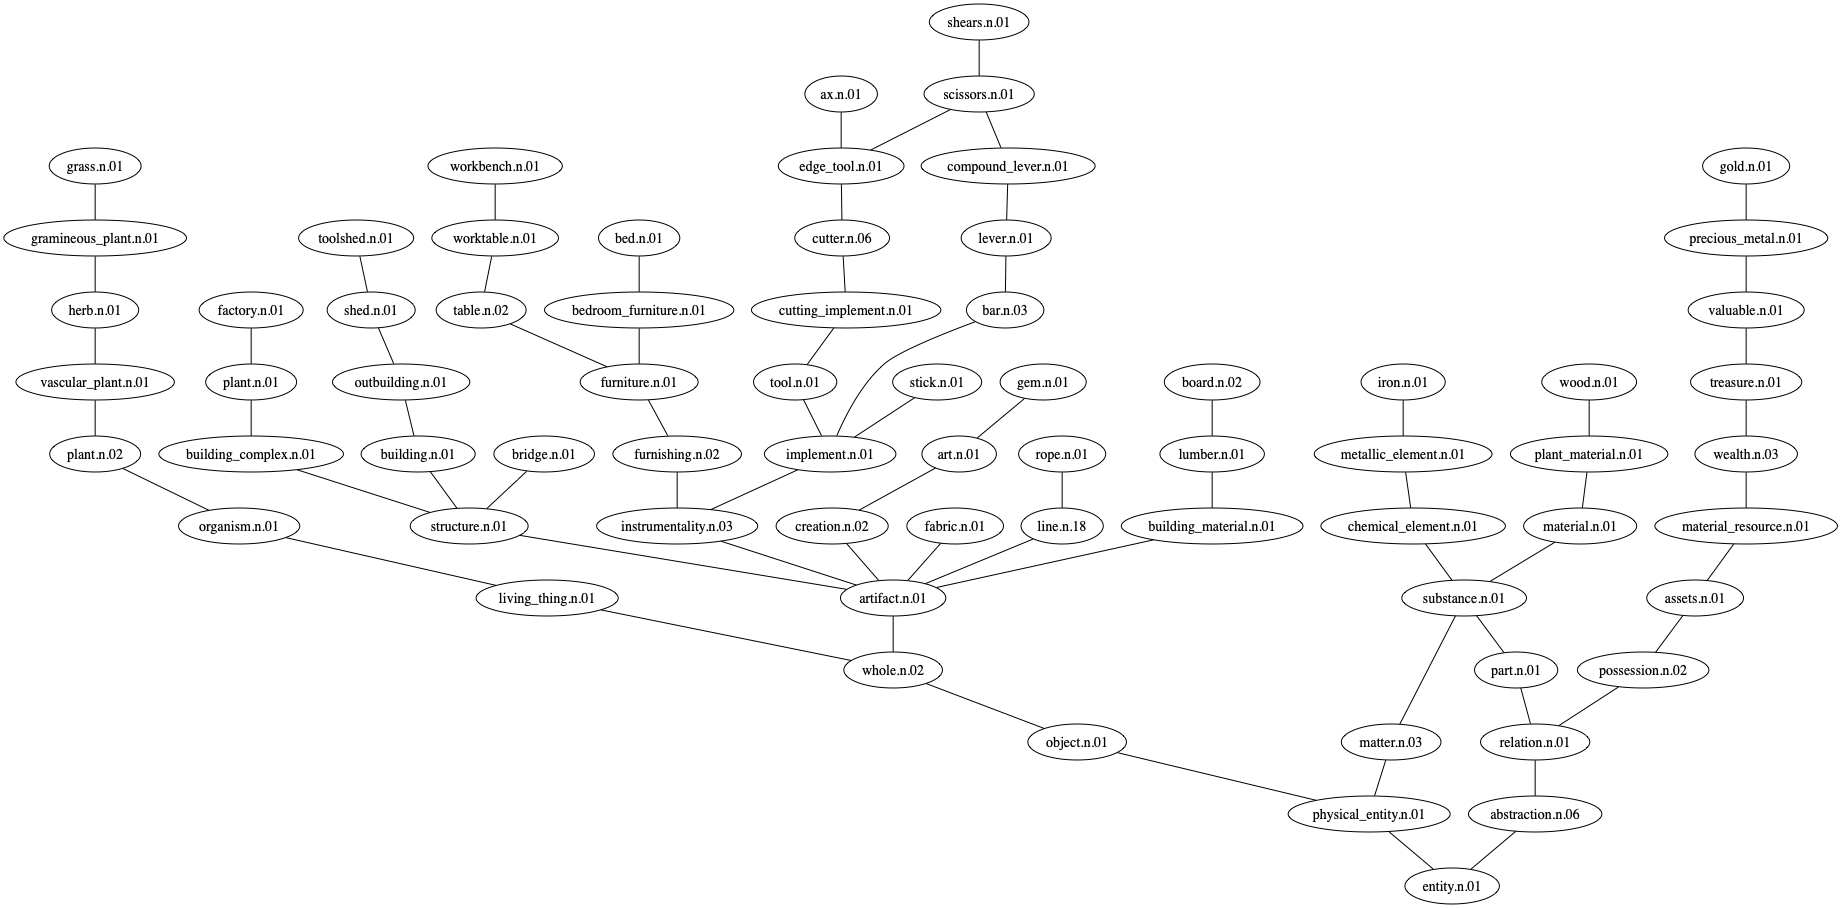 shears.n.01
ax.n.01 scissors.n.01
grass.n.01 workbench.n.01 edge_tool.n.01 compound_lever.n.01 gold.n.01
gramineous_plant.n.01 toolshed.n.01 worktable.n.01 bed.n.01 cutter.n.06 lever.n.01 precious_metal.n.01
herb.n.01 factory.n.01 shed.n.01 table.n.02 bedroom_furniture.n.01 cutting_implement.n.01 bar.n.03 valuable.n.01
vascular_plant.n.01 plant.n.01 outbuilding.n.01 furniture.n.01 tool.n.01 stick.n.01 gem.n.01 board.n.02 iron.n.01 wood.n.01 treasure.n.01
plant.n.02 building_complex.n.01 building.n.01 bridge.n.01 furnishing.n.02 implement.n.01 art.n.01 rope.n.01 lumber.n.01 metallic_element.n.01 plant_material.n.01 wealth.n.03
organism.n.01 structure.n.01 instrumentality.n.03 creation.n.02 fabric.n.01 line.n.18 building_material.n.01 chemical_element.n.01 material.n.01 material_resource.n.01
living_thing.n.01 artifact.n.01 substance.n.01 assets.n.01
whole.n.02 part.n.01 possession.n.02
object.n.01 matter.n.03 relation.n.01
physical_entity.n.01 abstraction.n.06
entity.n.01